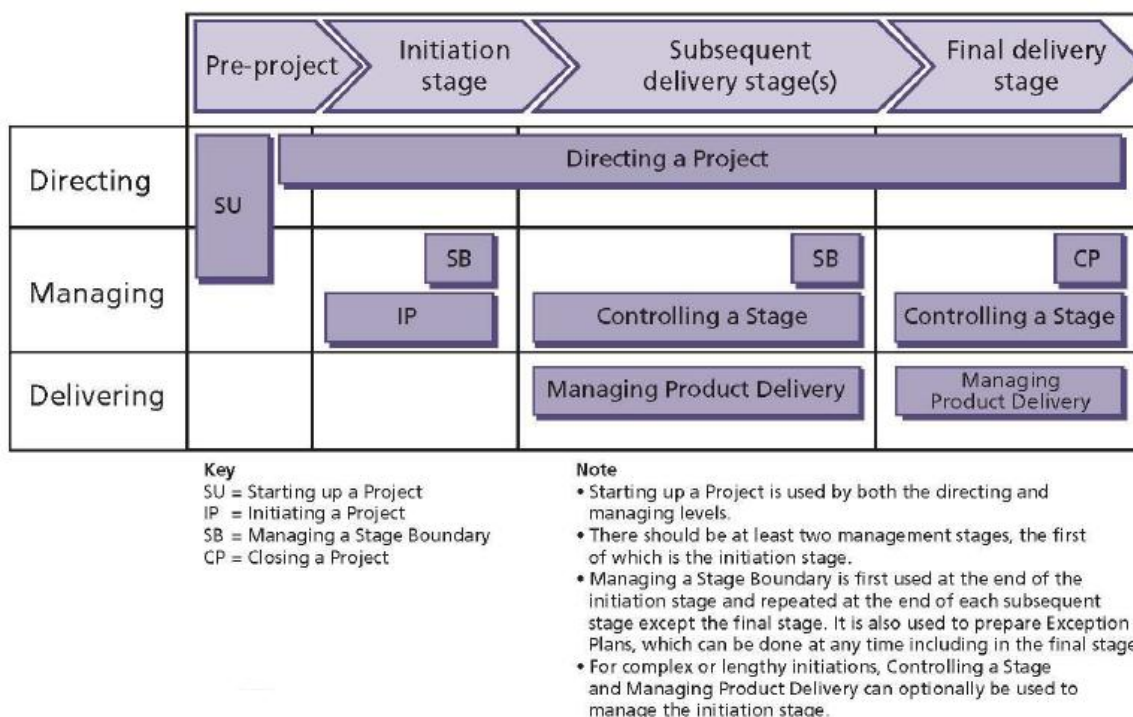 Pre-project
Initiation
stage
Subsequent
delivery stage(s)
Final delivery
stage
Directing
SU
Directing a Project
Managing
SB
SB
CP
IP
Controlling a Stage
Controlling a Stage
Delivering
Managing Product Delivery
Managing
Product Delivery
Key
SU = Starting up a Project
IP = Initiating a Project
SB = Managing a Stage Boundary
CP = Closing a Project
Note
• Starting up a Project is used by both the directing and
managing levels.
• There should be at least two management stages, the first
of which is the initiation stage.
• Managing a Stage Boundary is first used at the end of the
initiation stage and repeated at the end of each subsequent
stage except the final stage. It is also used to prepare Exception
Plans, which can be done at any time including in the final stage
• For complex or lengthy initiations, Controlling a Stage
and Managing Product Delivery can optionally be used to
manage the initiation stage.